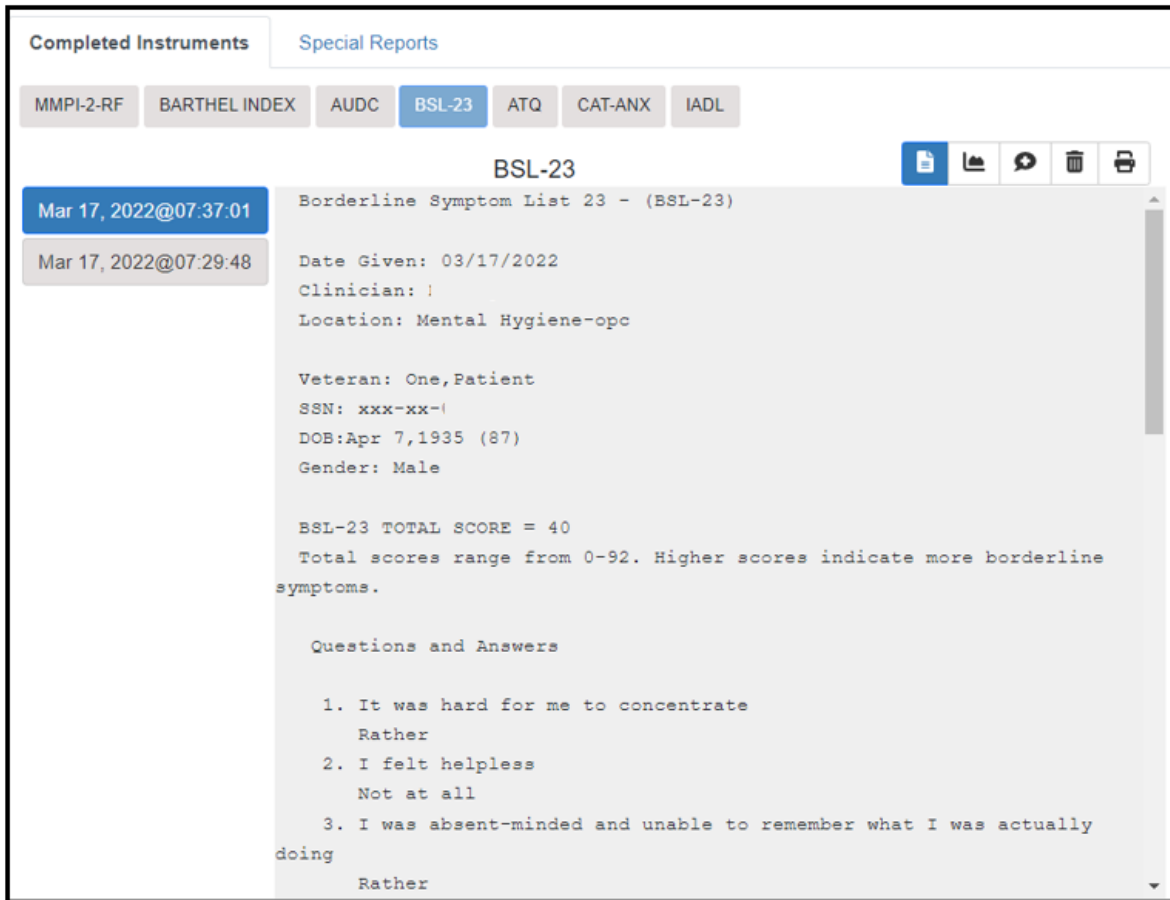 Completed Instruments Special Reports
MMPI-2-RF BARTHEL INDEX AUDC BSL-23 ATQ CAT-ANX IADL
BSL-23
Mar 17, 2022@07:37:01
Mar 17, 2022@07:29:48
Borderline Symptom List 23 - (BSL-23)
Date Given: 03/17/2022
Clinician:
Location: Mental Hygiene-opc
Veteran: One,Patient
SSN: xxx-xx-
DOB:Apr 7,1935 (87)
Gender: Male
BSL-23 TOTAL SCORE = 40
Total scores range from 0-92. Higher scores indicate more borderline
symptoms.
Questions and Answers
1. It was hard for me to concentrate
Rather
2. I felt helpless
Not at all
3. I was absent-minded and unable to remember what I was actually
doing
Rather